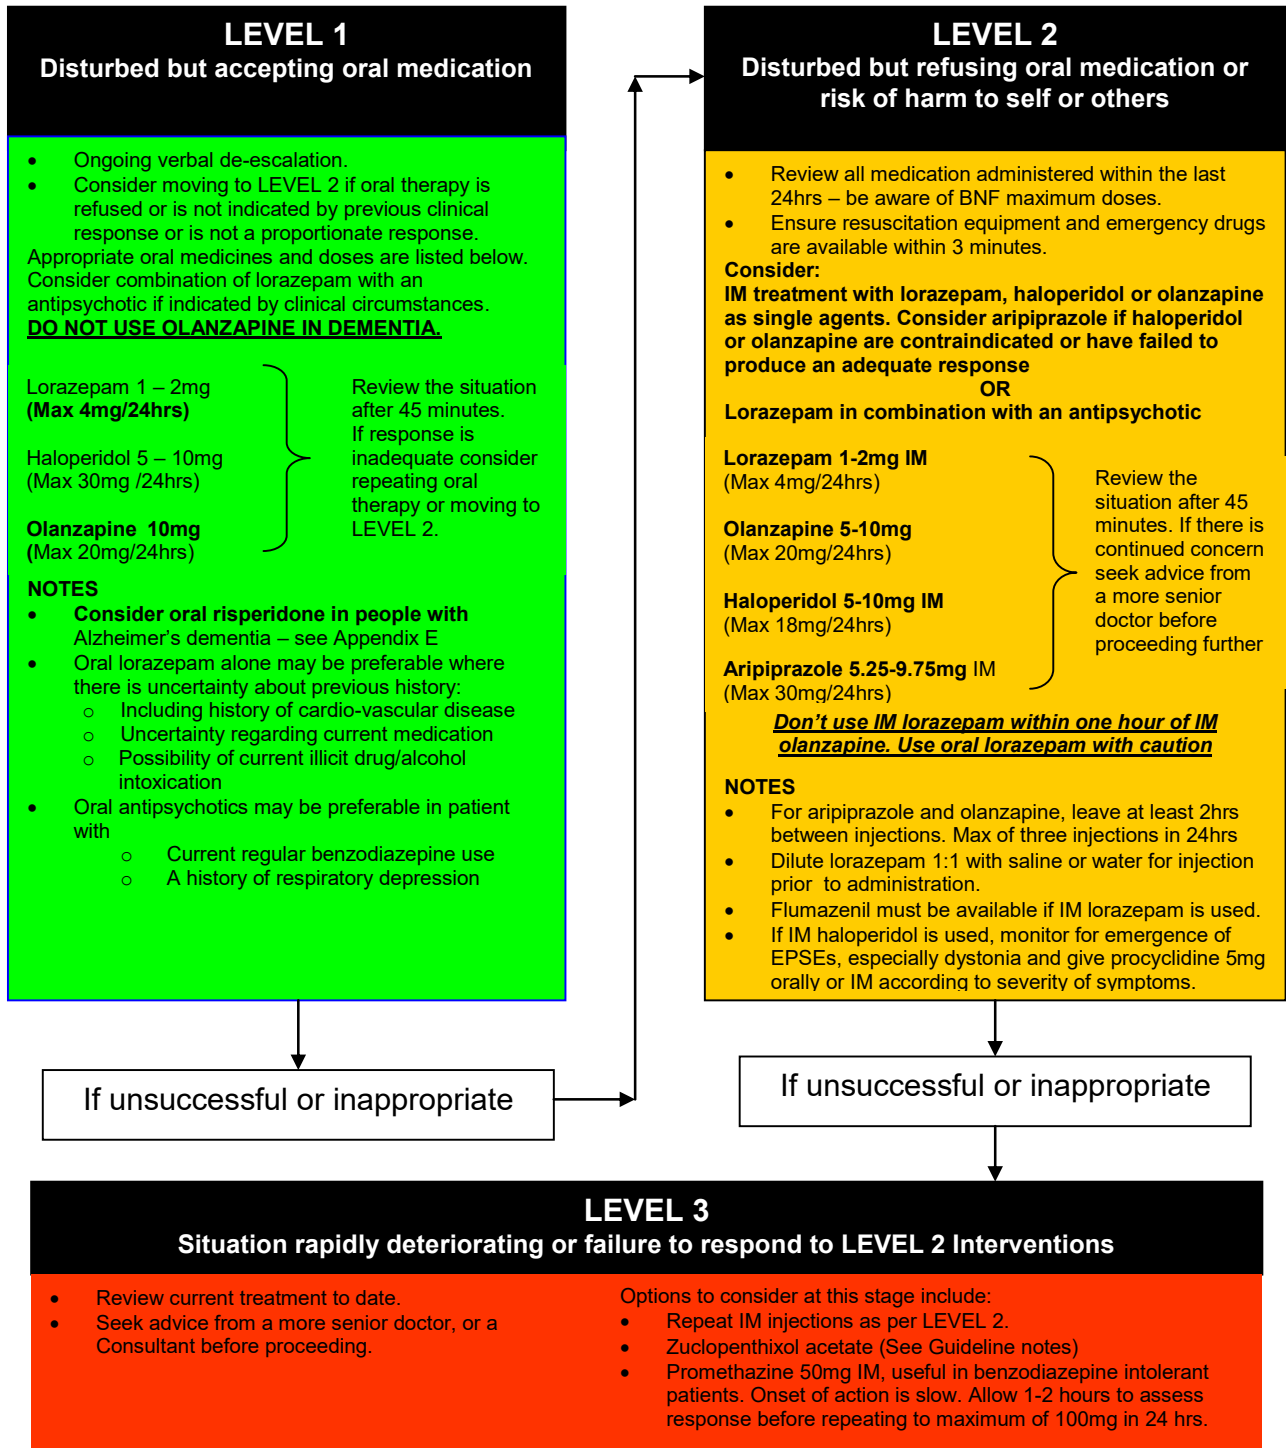 LEVEL 1
Disturbed but accepting oral medication
• Ongoing verbal de-escalation.
• Consider moving to LEVEL 2 if oral therapy is
refused or is not indicated by previous clinical
response or is not a proportionate response.
Appropriate oral medicines and doses are listed below.
Consider combination of lorazepam with an
antipsychotic if indicated by clinical circumstances.
DO NOT USE OLANZAPINE IN DEMENTIA.
Lorazepam 1 – 2mg
(Max 4mg/24hrs)
Haloperidol 5 – 10mg
(Max 30mg /24hrs)
Olanzapine 10mg
(Max 20mg/24hrs)
Review the situation
after 45 minutes.
If response is
inadequate consider
repeating oral
therapy or moving to
LEVEL 2.
NOTES
• Consider oral risperidone in people with
Alzheimer's dementia – see Appendix E
• Oral lorazepam alone may be preferable where
there is uncertainty about previous history:
o Including history of cardio-vascular disease
o Uncertainty regarding current medication
o Possibility of current illicit drug/alcohol
intoxication
• Oral antipsychotics may be preferable in patient
with
o Current regular benzodiazepine use
o A history of respiratory depression
If unsuccessful or inappropriate
LEVEL 2
Disturbed but refusing oral medication or
risk of harm to self or others
• Review all medication administered within the last
24hrs – be aware of BNF maximum doses.
• Ensure resuscitation equipment and emergency drugs
are available within 3 minutes.
Consider:
IM treatment with lorazepam, haloperidol or olanzapine
as single agents. Consider aripiprazole if haloperidol
or olanzapine are contraindicated or have failed to
produce an adequate response
OR
Lorazepam in combination with an antipsychotic
Lorazepam 1-2mg IM
(Max 4mg/24hrs)
Olanzapine 5-10mg
(Max 20mg/24hrs)
Haloperidol 5-10mg IM
(Max 18mg/24hrs)
Aripiprazole 5.25-9.75mg IM
(Max 30mg/24hrs)
Review the
situation after 45
minutes. If there is
continued concern
seek advice from
a more senior
doctor before
proceeding further
Don't use IM lorazepam within one hour of IM
olanzapine. Use oral lorazepam with caution
NOTES
• For aripiprazole and olanzapine, leave at least 2hrs
between injections. Max of three injections in 24hrs
• Dilute lorazepam 1:1 with saline or water for injection
prior to administration.
• Flumazenil must be available if IM lorazepam is used.
• If IM haloperidol is used, monitor for emergence of
EPSEs, especially dystonia and give procyclidine 5mg
orally or IM according to severity of symptoms.
If unsuccessful or inappropriate
LEVEL 3
Situation rapidly deteriorating or failure to respond to LEVEL 2 Interventions
• Review current treatment to date.
• Seek advice from a more senior doctor, or a
Consultant before proceeding.
Options to consider at this stage include:
• Repeat IM injections as per LEVEL 2.
• Zuclopenthixol acetate (See Guideline notes)
• Promethazine 50mg IM, useful in benzodiazepine intolerant
patients. Onset of action is slow. Allow 1-2 hours to assess
response before repeating to maximum of 100mg in 24 hrs.